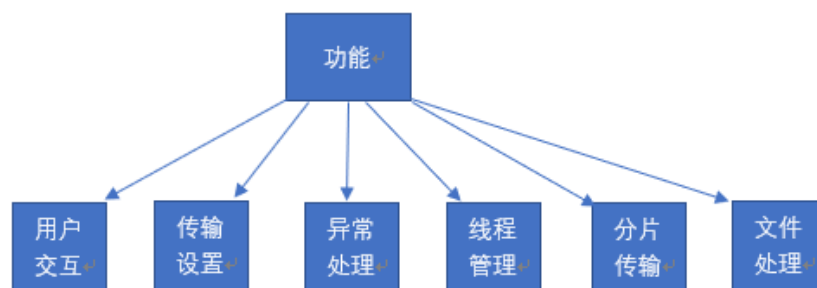 功能
用户
交互
传输
设置
异常
处理
线程
管理
分片
传输
文件
处理